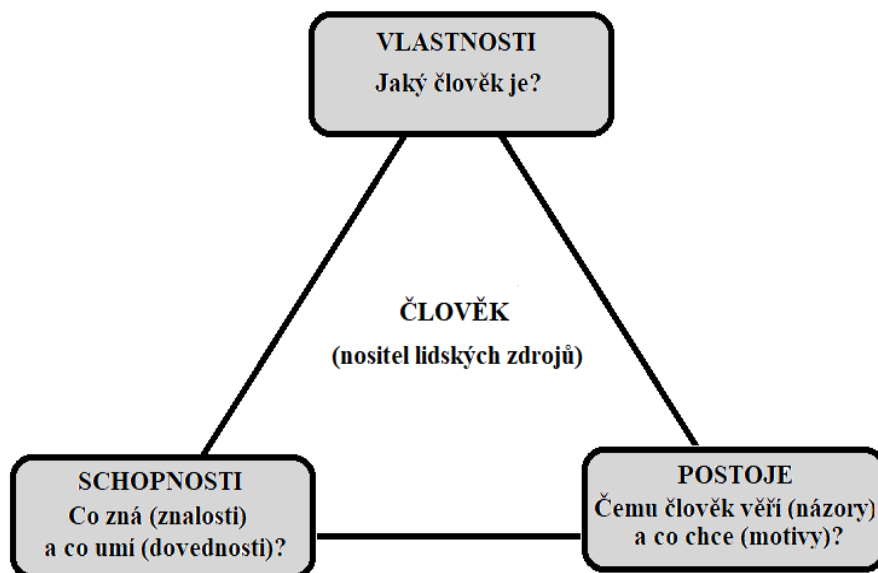 VLASTNOSTI
Jaký člověk je?
ČLOVĚK
(nositel lidských zdrojů)
SCHOPNOSTI
Co zná (znalosti)
a co umí (dovednosti)?
POSTOJE
Čemu člověk věří (názory)
a co chce (motivy)?